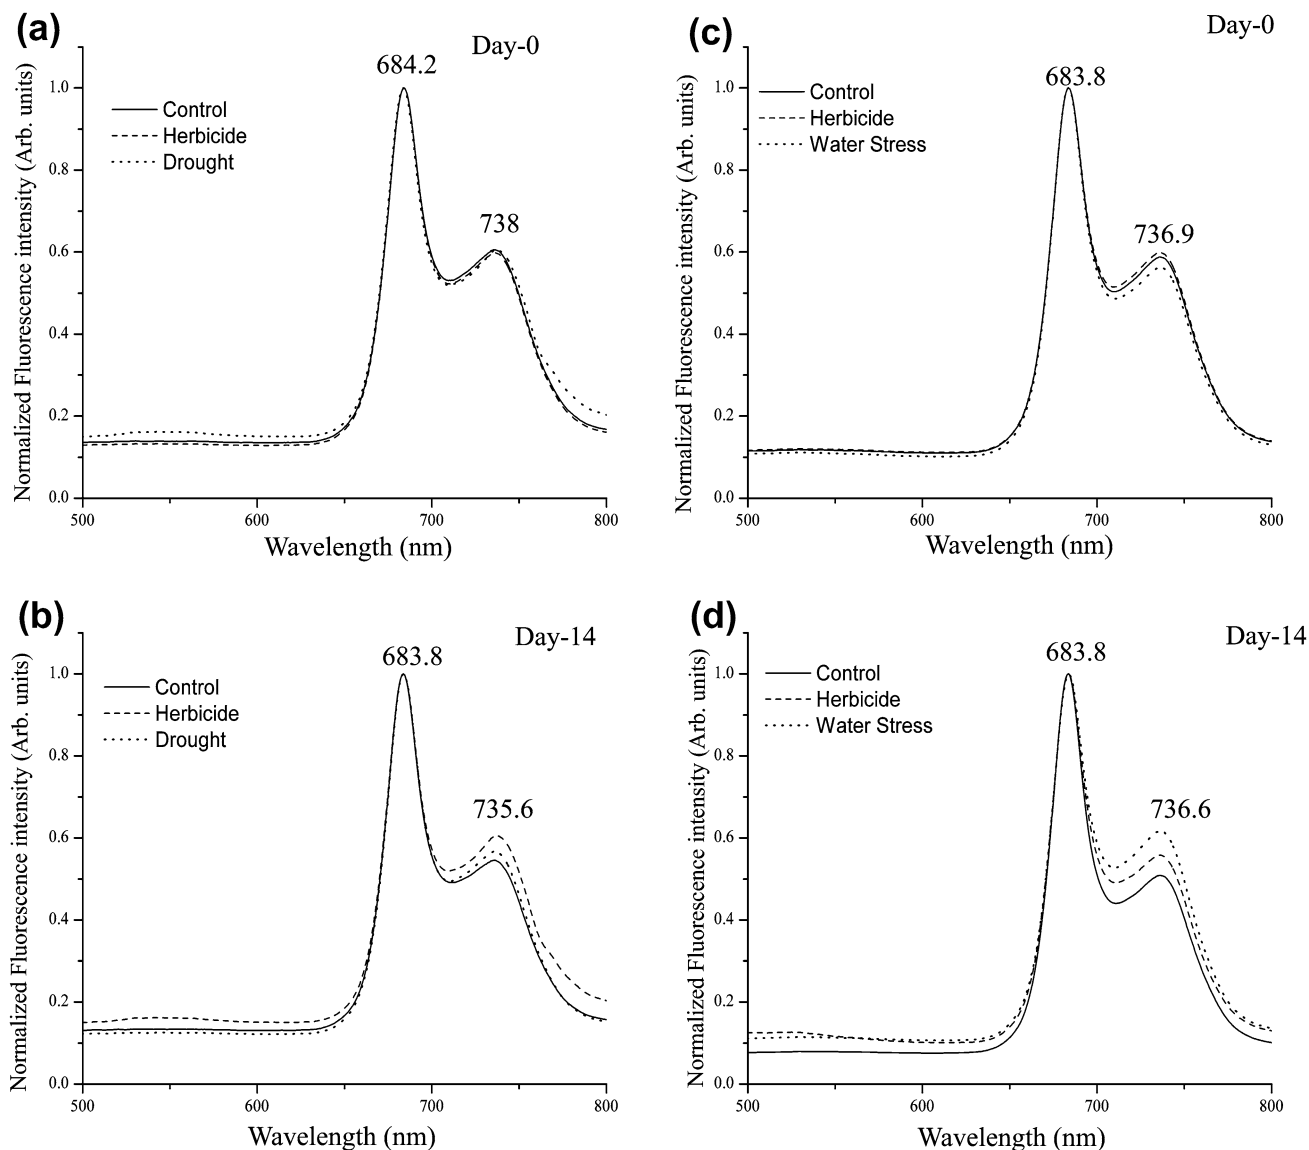 (a)
Day-0
684.2
738
Control
Herbicide
Drought
Normalized Fluorescence intensity (Arb. units)
1.0
0.8
0.6
0.4
0.2
0.0
500
600
700
800
Wavelength (nm)
(c)
Day-0
683.8
736.9
Control
Herbicide
Water Stress
Normalized Fluorescence intensity (Arb. units)
1.0
0.8
0.6
0.4
0.2
0.0
500
600
700
800
Wavelength (nm)
(b)
Day-14
683.8
735.6
Control
Herbicide
Drought
Normalized Fluorescence intensity (Arb. units)
1.0
0.8
0.6
0.4
0.2
0.0
500
600
700
800
Wavelength (nm)
(d)
Day-14
683.8
736.6
Control
Herbicide
Water Stress
Normalized Fluorescence intensity (Arb. units)
1.0
0.8
0.6
0.4
0.2
0.0
500
600
700
800
Wavelength (nm)